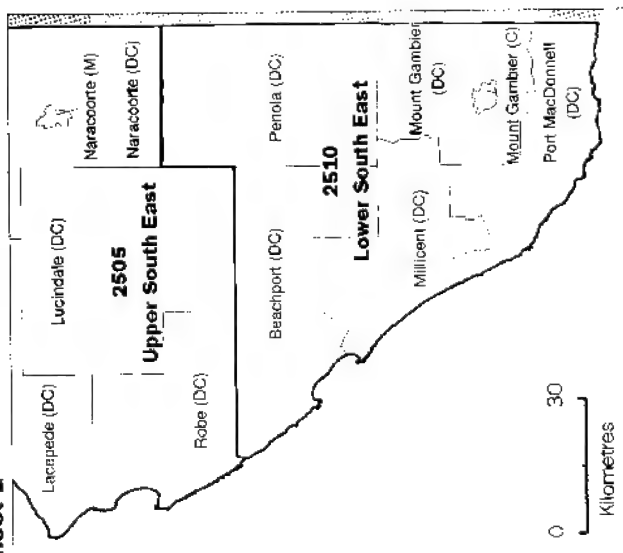 Naracoorte (M)
Naracoorte (DC)
Lucindale (DC)
2505
Upper South East
Lacepede (DC)
Robe (DC)
Penola (DC)
Beachport (DC)
2510
Lower South East
Mount Gambier
(DC)
Millicent (DC)
Mount Gambier (C)
Port MacDonnell
(DC)
0 30
Kilometres